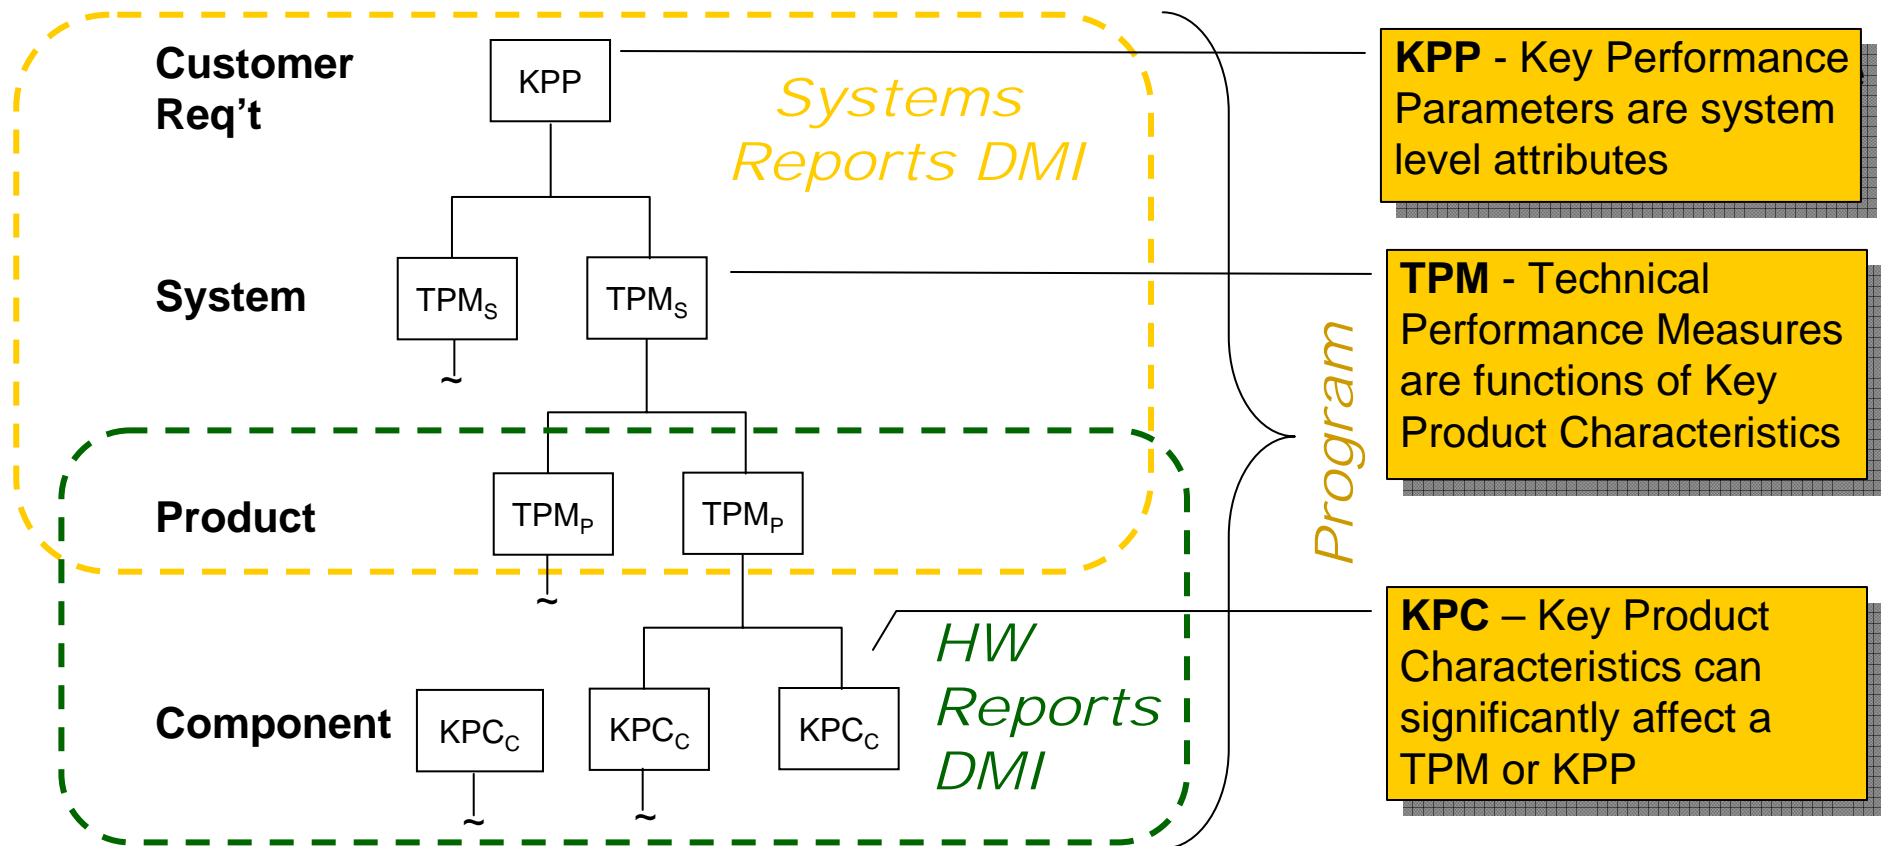 Customer
Req't
KPP
Systems
Reports DMI
KPP - Key Performance
Parameters are system
level attributes
System
TPMS
TPMS
TPM - Technical
Performance Measures
are functions of Key
Product Characteristics
Program
Product
TPMP
TPMP
~
~
Component
KPCC
KPCC
KPCC
~
~
HW
Reports
DMI
KPC – Key Product
Characteristics can
significantly affect a
TPM or KPP